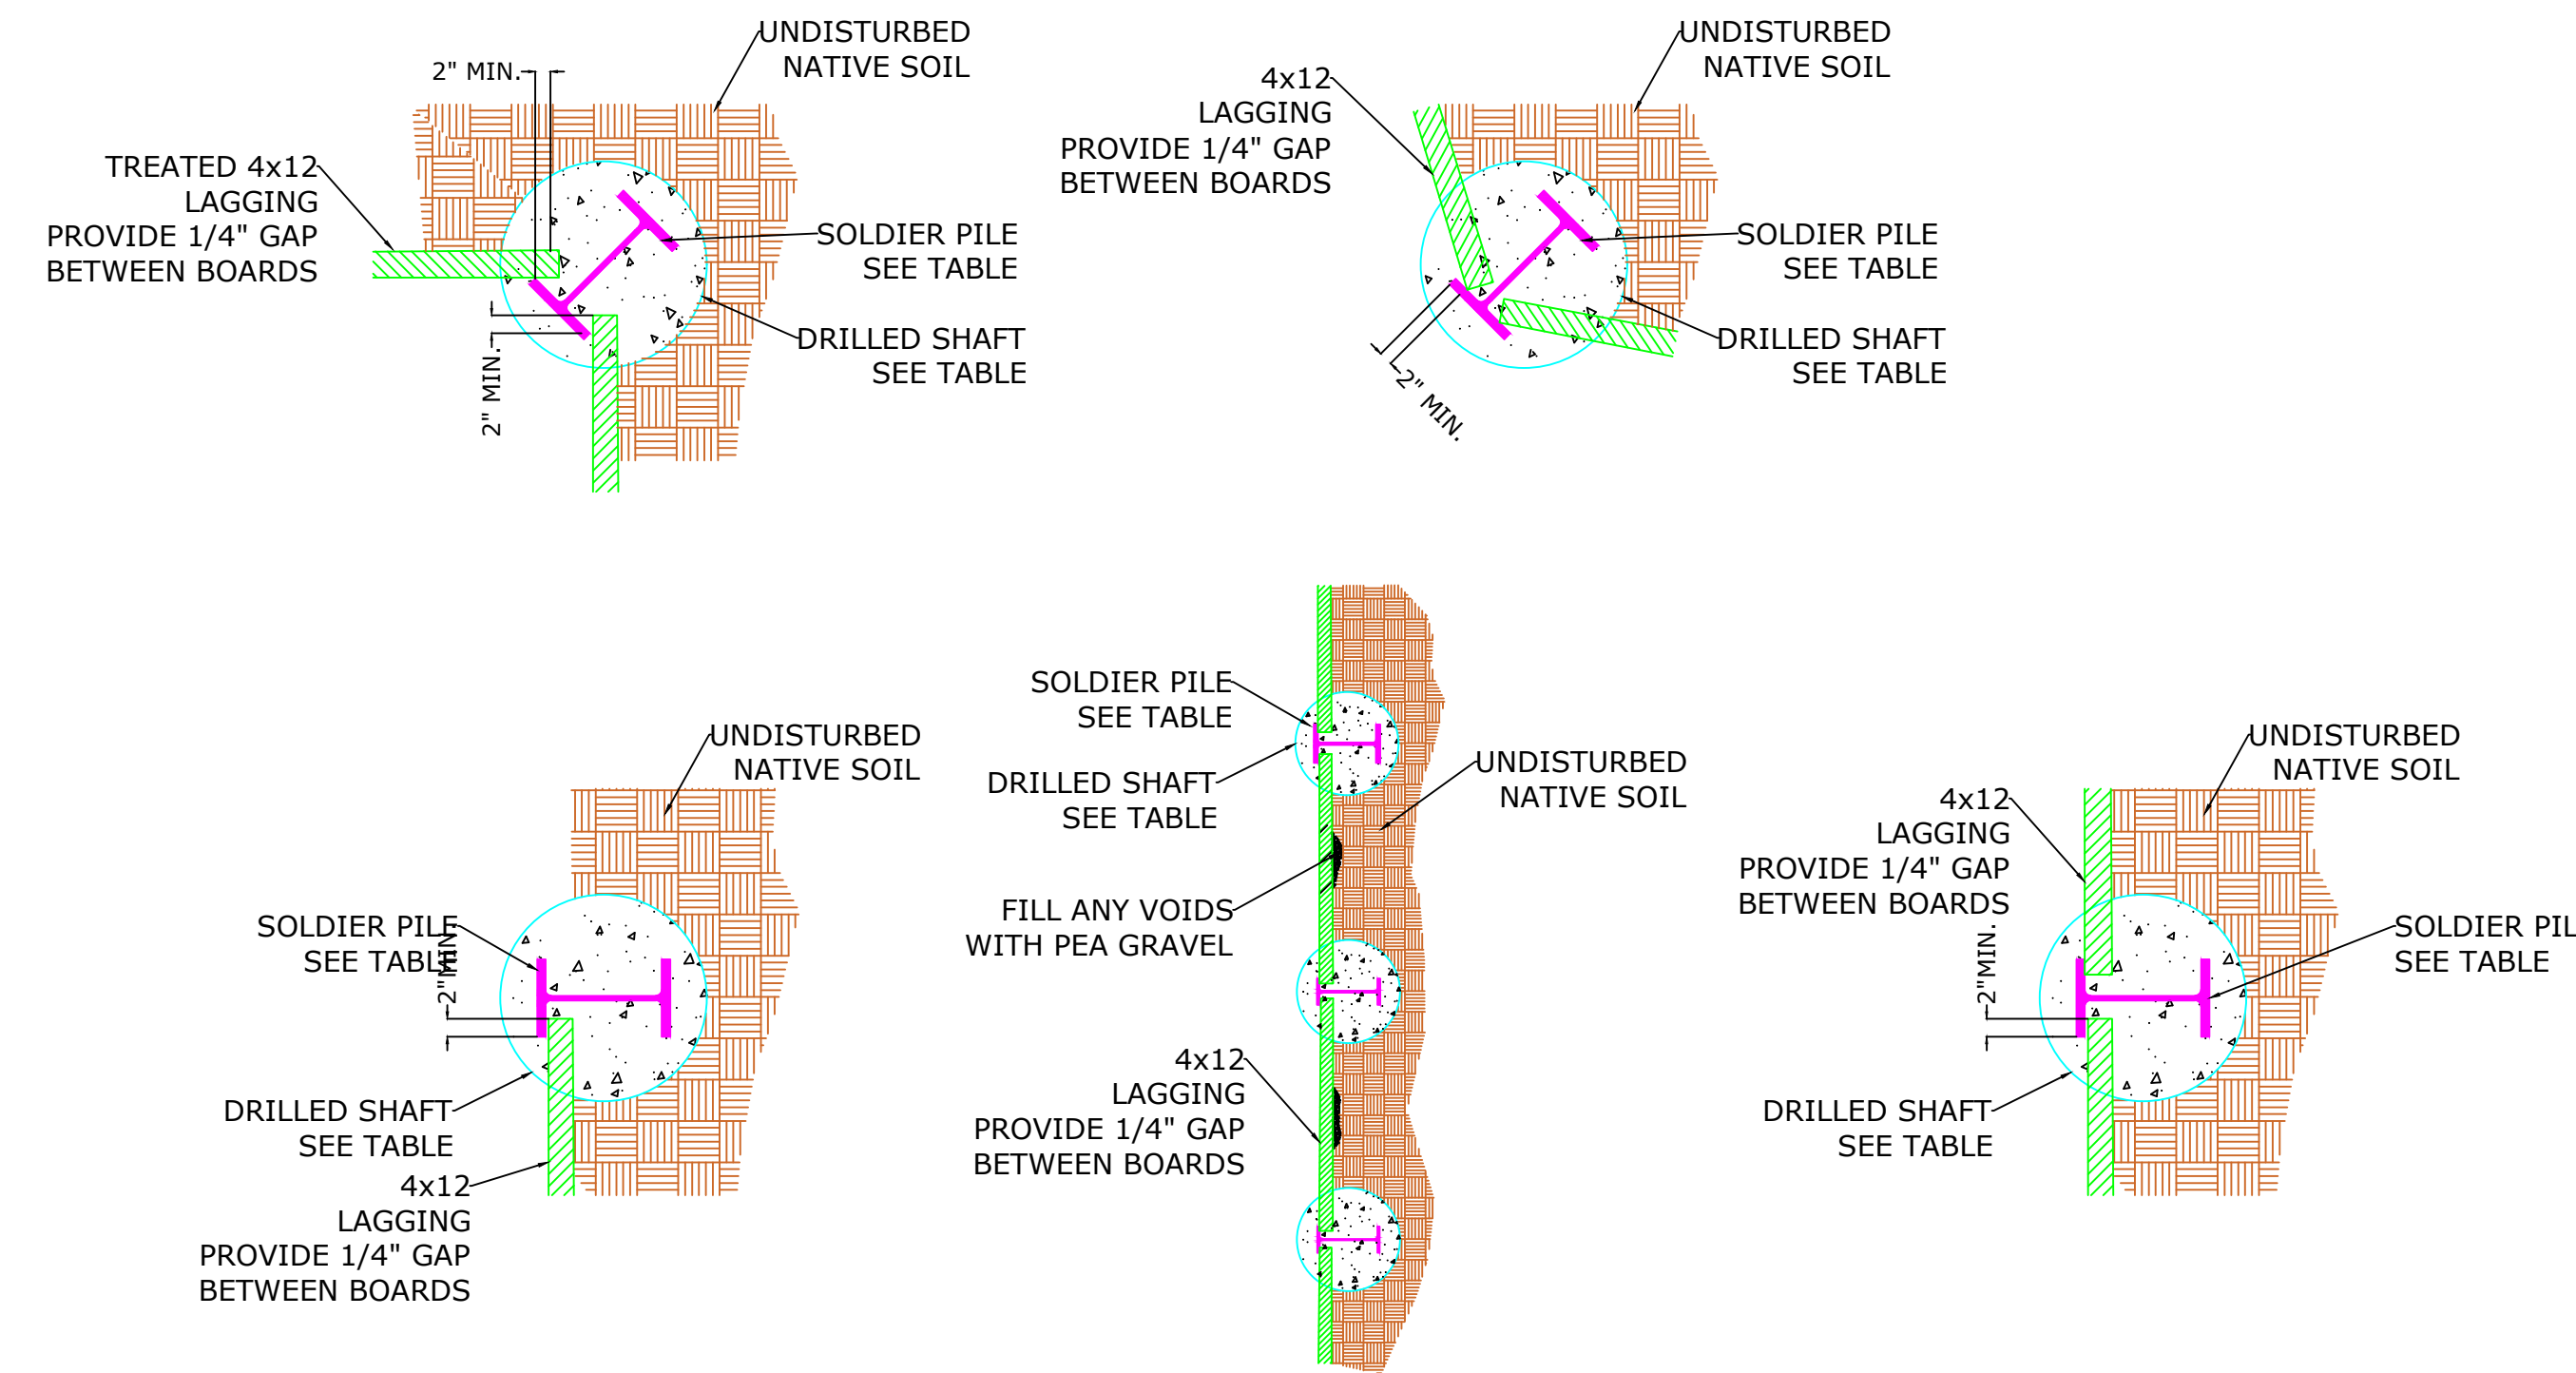 2" MIN.
UNDISTURBED
NATIVE SOIL
TREATED 4x12
LAGGING
PROVIDE 1/4" GAP
BETWEEN BOARDS
SOLDIER PILE
SEE TABLE
DRILLED SHAFT
SEE TABLE
2" MIN.
UNDISTURBED
NATIVE SOIL
4x12
LAGGING
PROVIDE 1/4" GAP
BETWEEN BOARDS
SOLDIER PILE
SEE TABLE
DRILLED SHAFT
SEE TABLE
2" MIN.
UNDISTURBED
NATIVE SOIL
SOLDIER PILE
SEE TABLE
2"MIN.
DRILLED SHAFT
SEE TABLE
4x12
LAGGING
PROVIDE 1/4" GAP
BETWEEN BOARDS
SOLDIER PILE
SEE TABLE
DRILLED SHAFT
SEE TABLE
UNDISTURBED
NATIVE SOIL
FILL ANY VOIDS
WITH PEA GRAVEL
4x12
LAGGING
PROVIDE 1/4" GAP
BETWEEN BOARDS
UNDISTURBED
NATIVE SOIL
4x12
LAGGING
PROVIDE 1/4" GAP
BETWEEN BOARDS
2"MIN.
SOLDIER PIL
SEE TABLE
DRILLED SHAFT
SEE TABLE